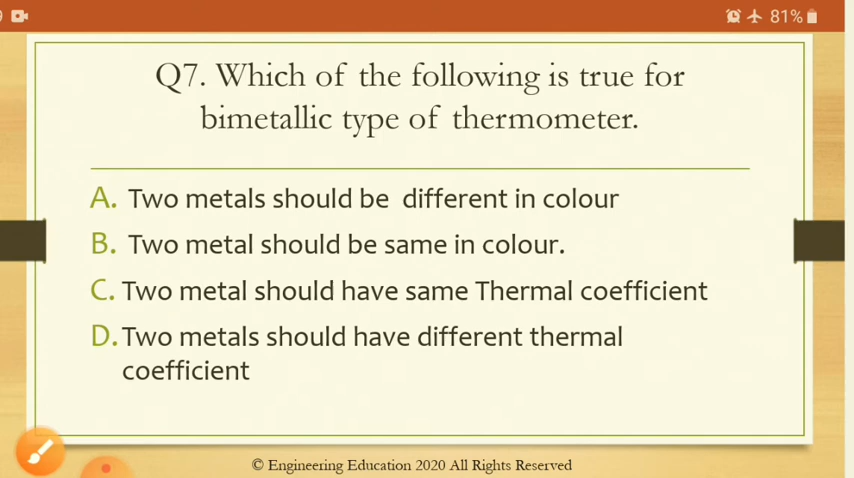 9 81%
Q7. Which of the following is true for
bimetallic type of thermometer.
A. Two metals should be different in colour
B. Two metal should be same in colour.
C. Two metal should have same Thermal coefficient
D. Two metals should have different thermal
coefficient
© Engineering Education 2020 All Rights Reserved